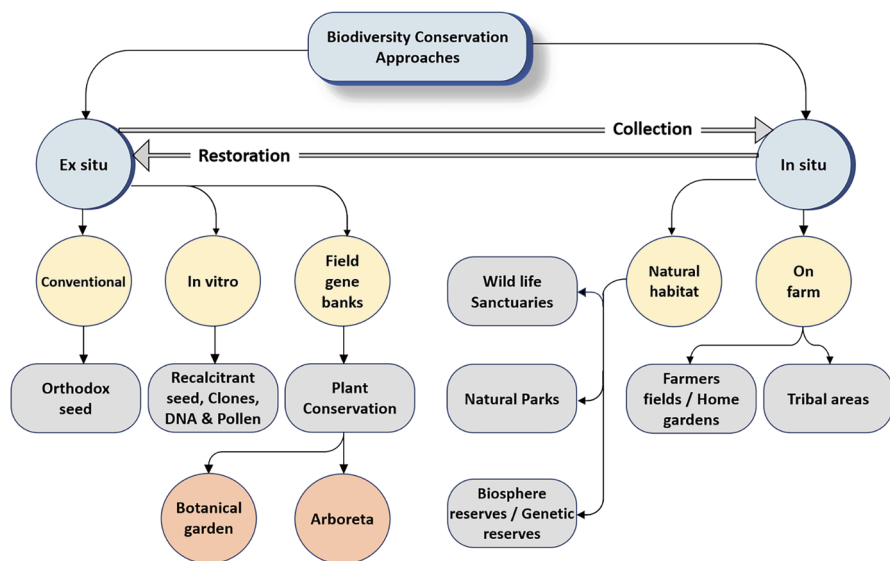 Biodiversity Conservation
Approaches
Collection
Restoration
Ex situ
In situ
Conventional
In vitro
Field
gene
banks
Natural
habitat
On
farm
Wild life
Sanctuaries
Orthodox
seed
Recalcitrant
seed, Clones,
DNA & Pollen
Plant
Conservation
Natural Parks
Farmers
fields / Home
gardens
Tribal areas
Botanical
garden
Arboreta
Biosphere
reserves / Genetic
reserves